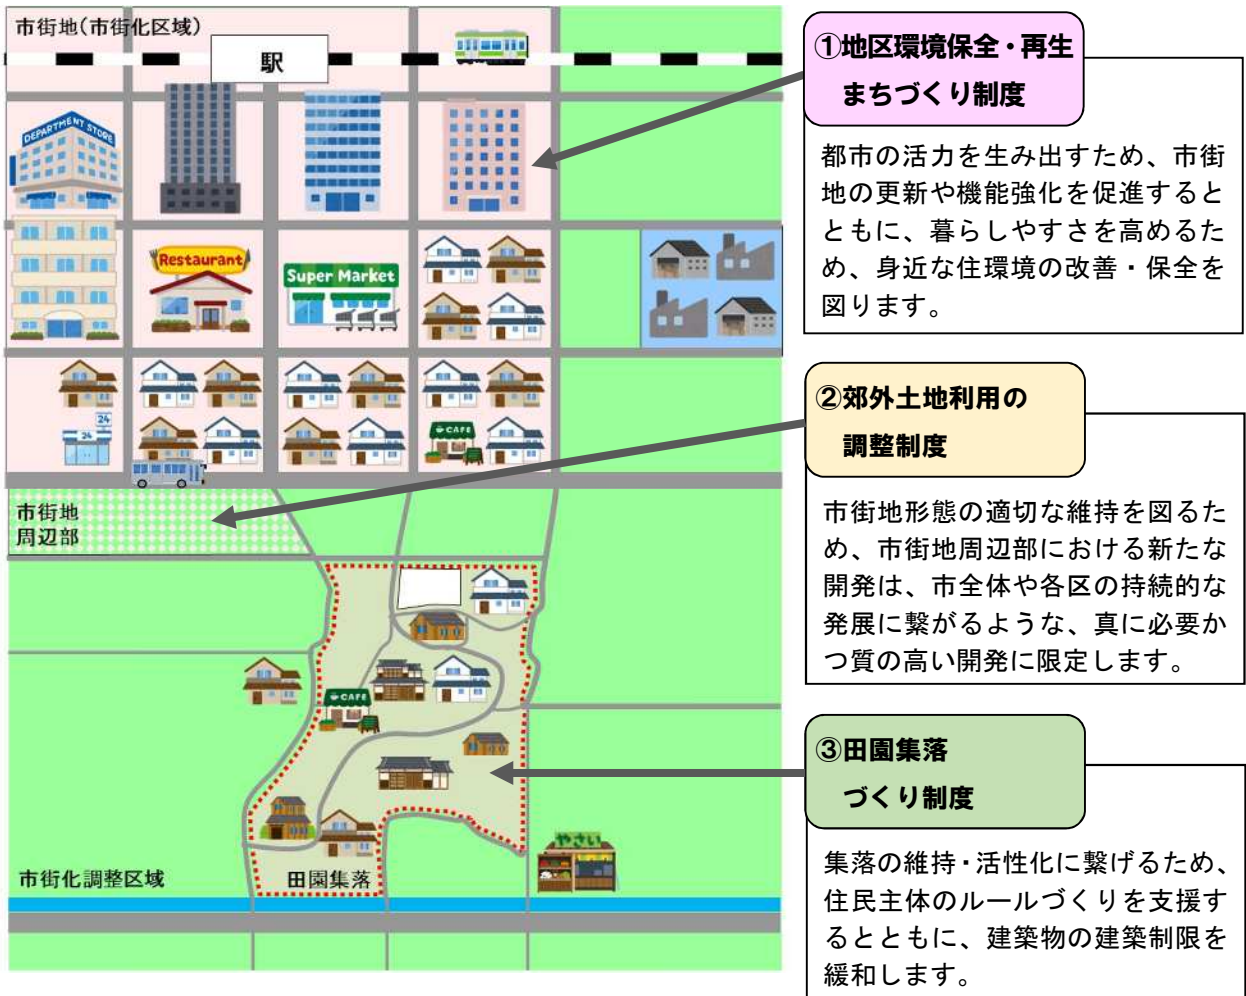 市街地(市街化区域)
駅
DEPARTMENT STORE
Restaurant
Super Market
24
24
CAFE
市街地
周辺部
CAFE
やさい
市街化調整区域
田園集落
①地区環境保全・再生
まちづくり制度
都市の活力を生み出すため、市街
地の更新や機能強化を促進すると
ともに、暮らしやすさを高めるた
め、身近な住環境の改善・保全を
図ります。
②郊外土地利用の
調整制度
市街地形態の適切な維持を図るた
め、市街地周辺部における新たな
開発は、市全体や各区の持続的な
発展に繋がるような、真に必要か
つ質の高い開発に限定します。
③田園集落
づくり制度
集落の維持・活性化に繋げるため、
住民主体のルールづくりを支援す
るとともに、建築物の建築制限を
緩和します。